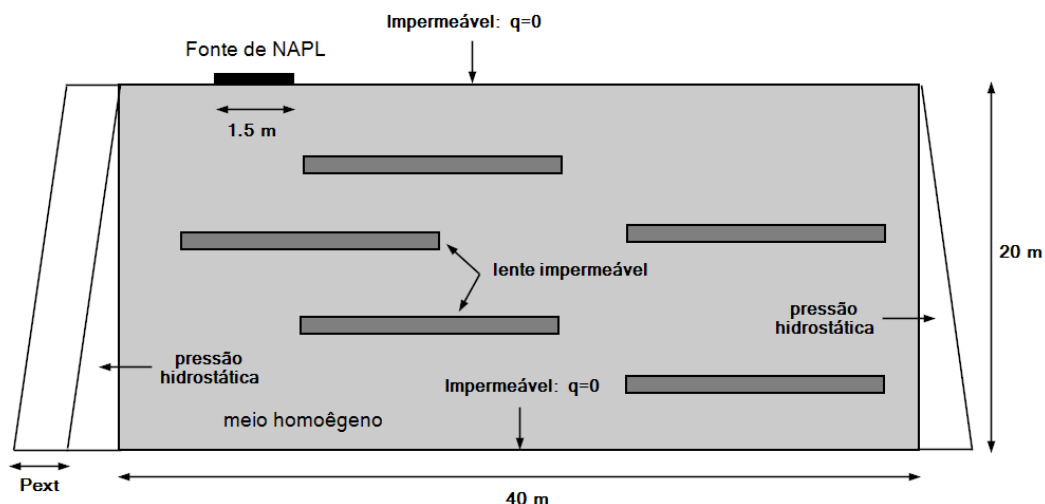 Impermeável: q=0
Fonte de NAPL
1.5 m
lente impermeável
20 m
pressão
hidrostática
pressão
hidrostática
Impermeável: q=0
meio homoêgeno
Pext
40 m